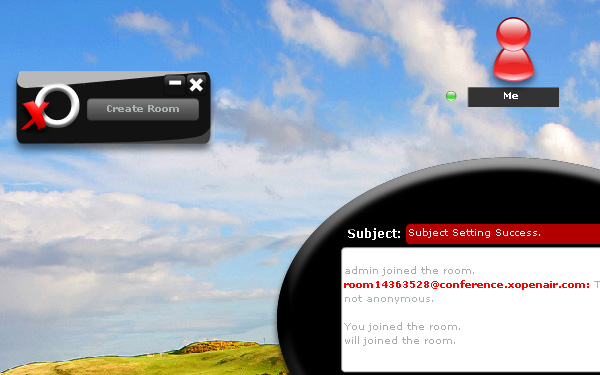 XO
Create Room
Me
Subject: Subject Setting Success.
admin joined the room.
room14363528@conference.xopenair.com: T
not anonymous.
You joined the room.
will joined the room.